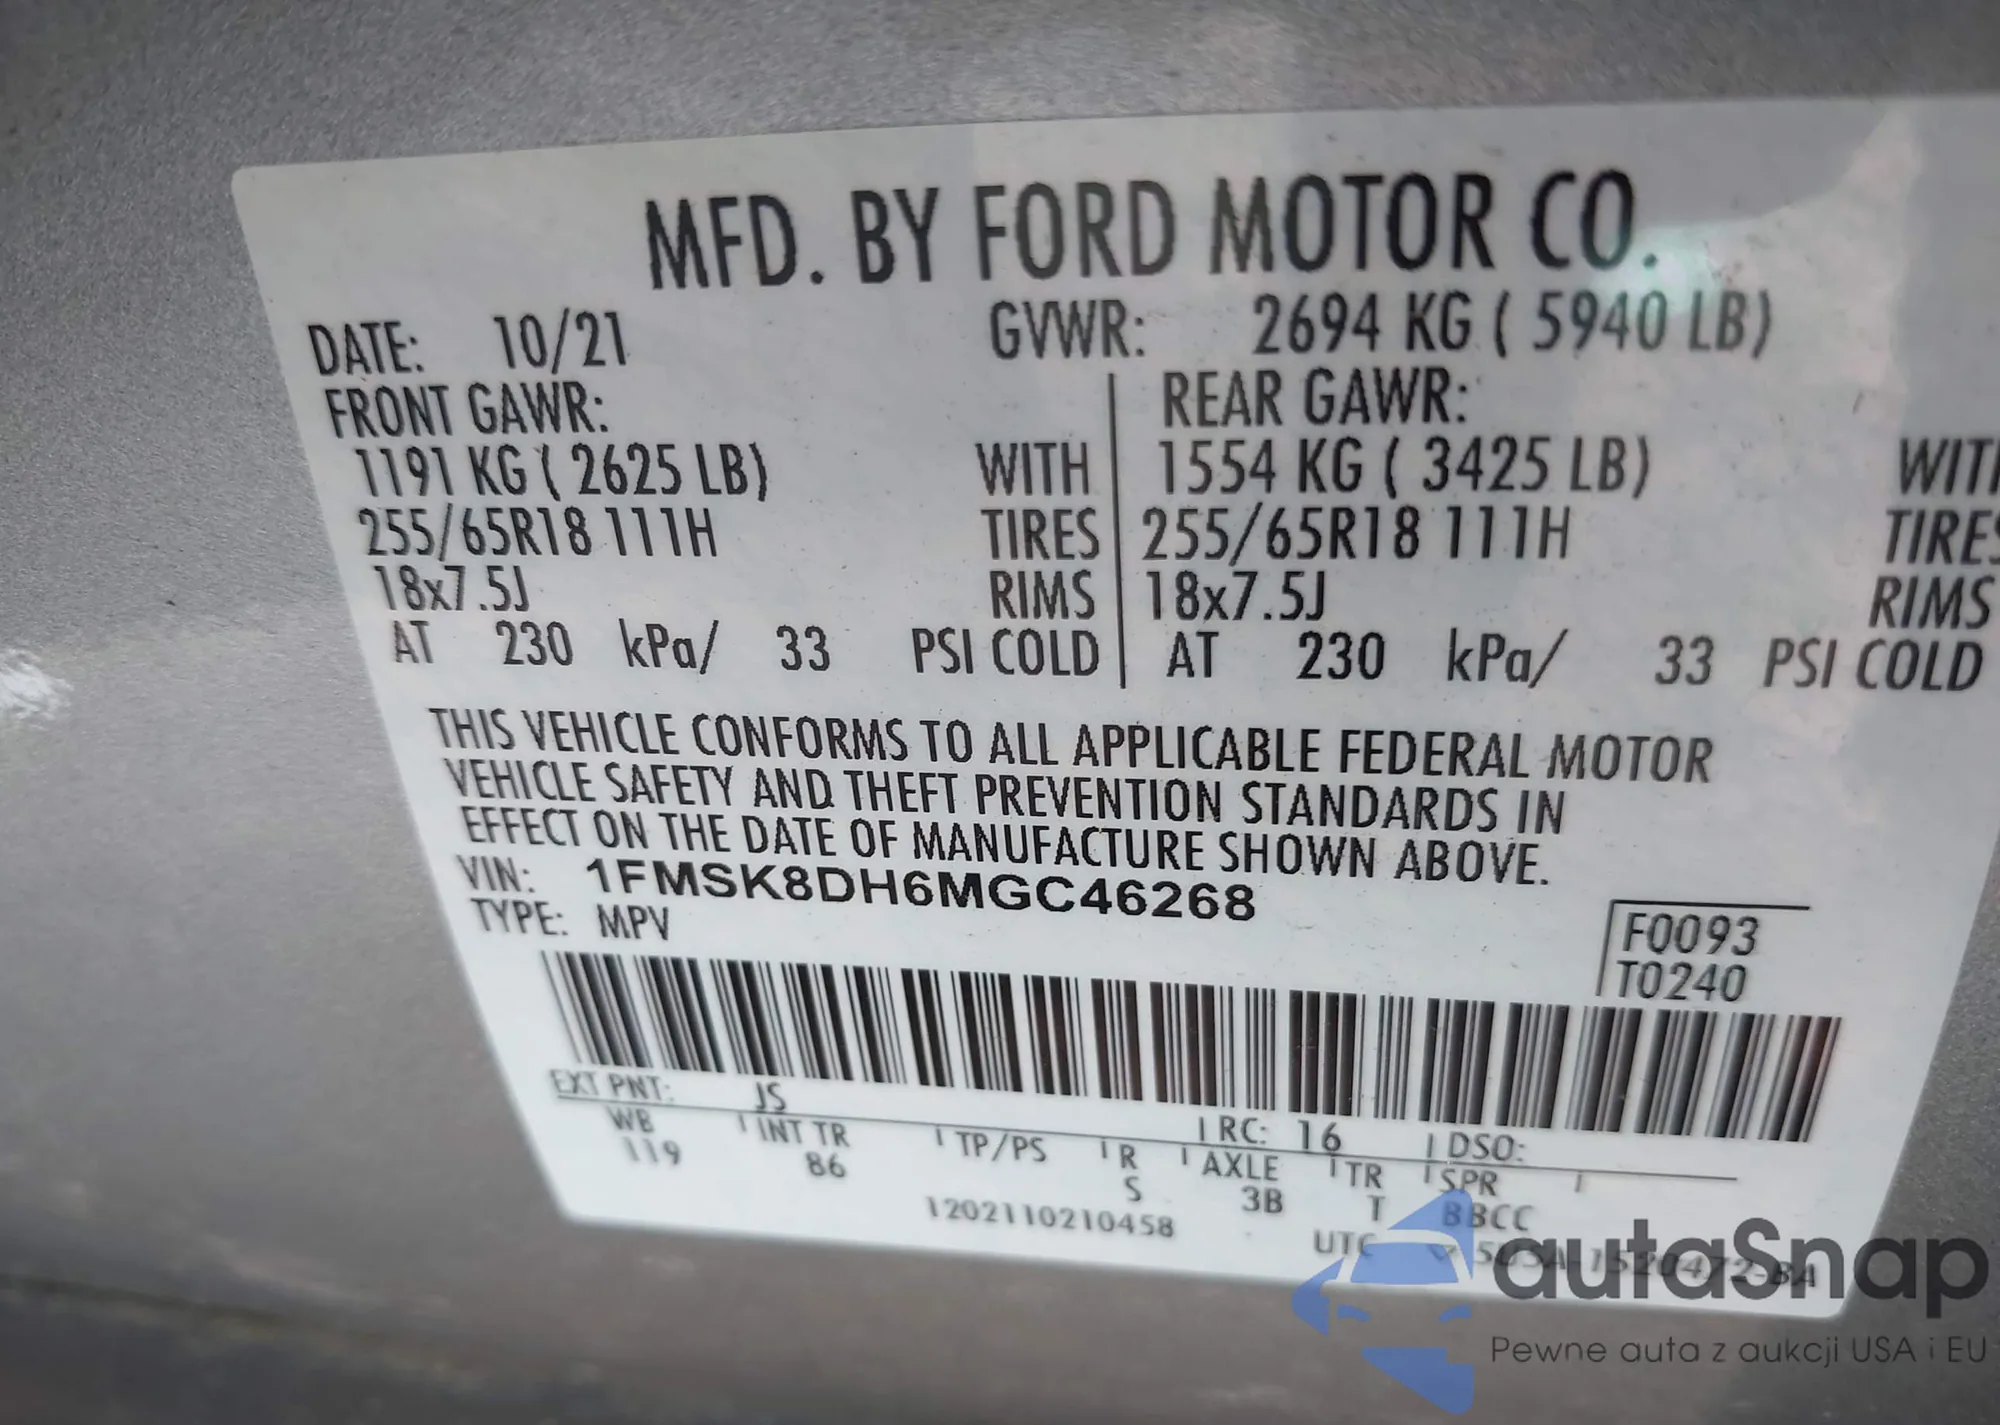 MFD. BY FORD MOTOR CO.
DATE: 10/21 GVWR: 2694 KG ( 5940 LB)
FRONT GAWR: REAR GAWR:
1191 KG ( 2625 LB) WITH 1554 KG ( 3425 LB) WITH
255/65R18 111H TIRES 255/65R18 111H TIRES
18x7.5J RIMS 18x7.5J RIMS
AT 230 kPa/ 33 PSI COLD AT 230 kPa/ 33 PSI COLD
THIS VEHICLE CONFORMS TO ALL APPLICABLE FEDERAL MOTOR
VEHICLE SAFETY AND THEFT PREVENTION STANDARDS IN
EFFECT ON THE DATE OF MANUFACTURE SHOWN ABOVE.
VIN: 1FMSK8DH6MGC46268
TYPE: MPV
F0093
T0240
EXT PNT: JS RC: 16 DSO:
WB INT TR TP/PS R AXLE TR SPR
119 86 S 3B T BBCC
1202110210458
UTC
autaSnap
Pewne auta z aukcji USA i EU